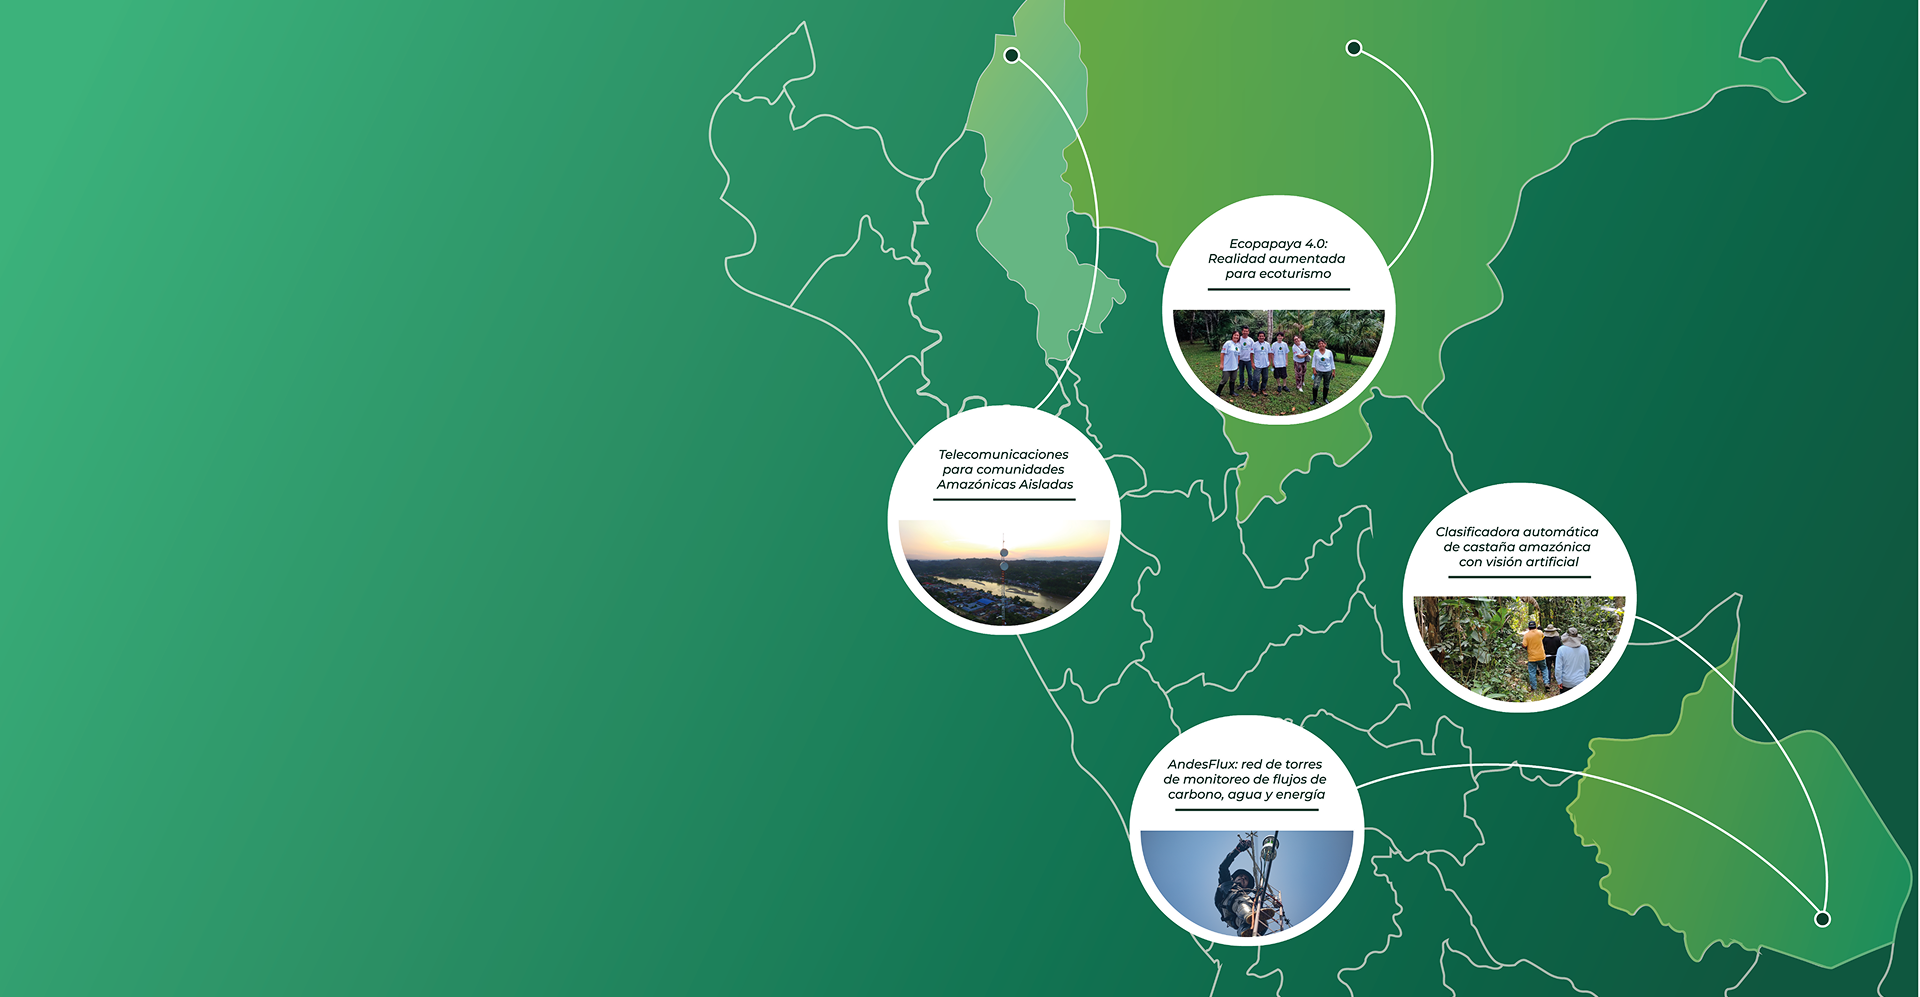 Ecopapaya 4.0:
Realidad aumentada
para ecoturismo
Telecomunicaciones
para comunidades
Amazónicas Aisladas
Clasificadora automática
de castaña amazónica
con visión artificial
AndesFlux: red de torres
de monitoreo de flujos de
carbono, agua y energía